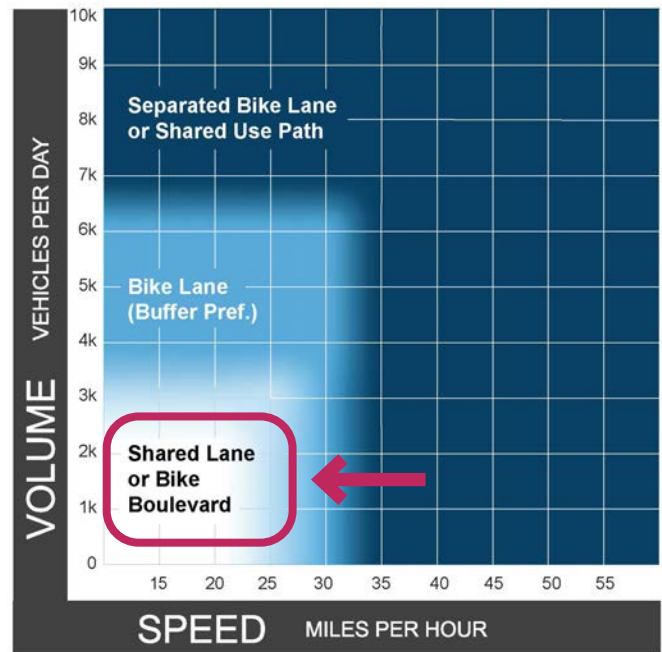 10k
9k
8k
7k
6k
5k
4k
3k
2k
1k
0
VOLUME VEHICLES PER DAY
Separated Bike Lane
or Shared Use Path
Bike Lane
(Buffer Pref.)
Shared Lane
or Bike
Boulevard
15 20 25 30 35 40 45 50 55
SPEED MILES PER HOUR